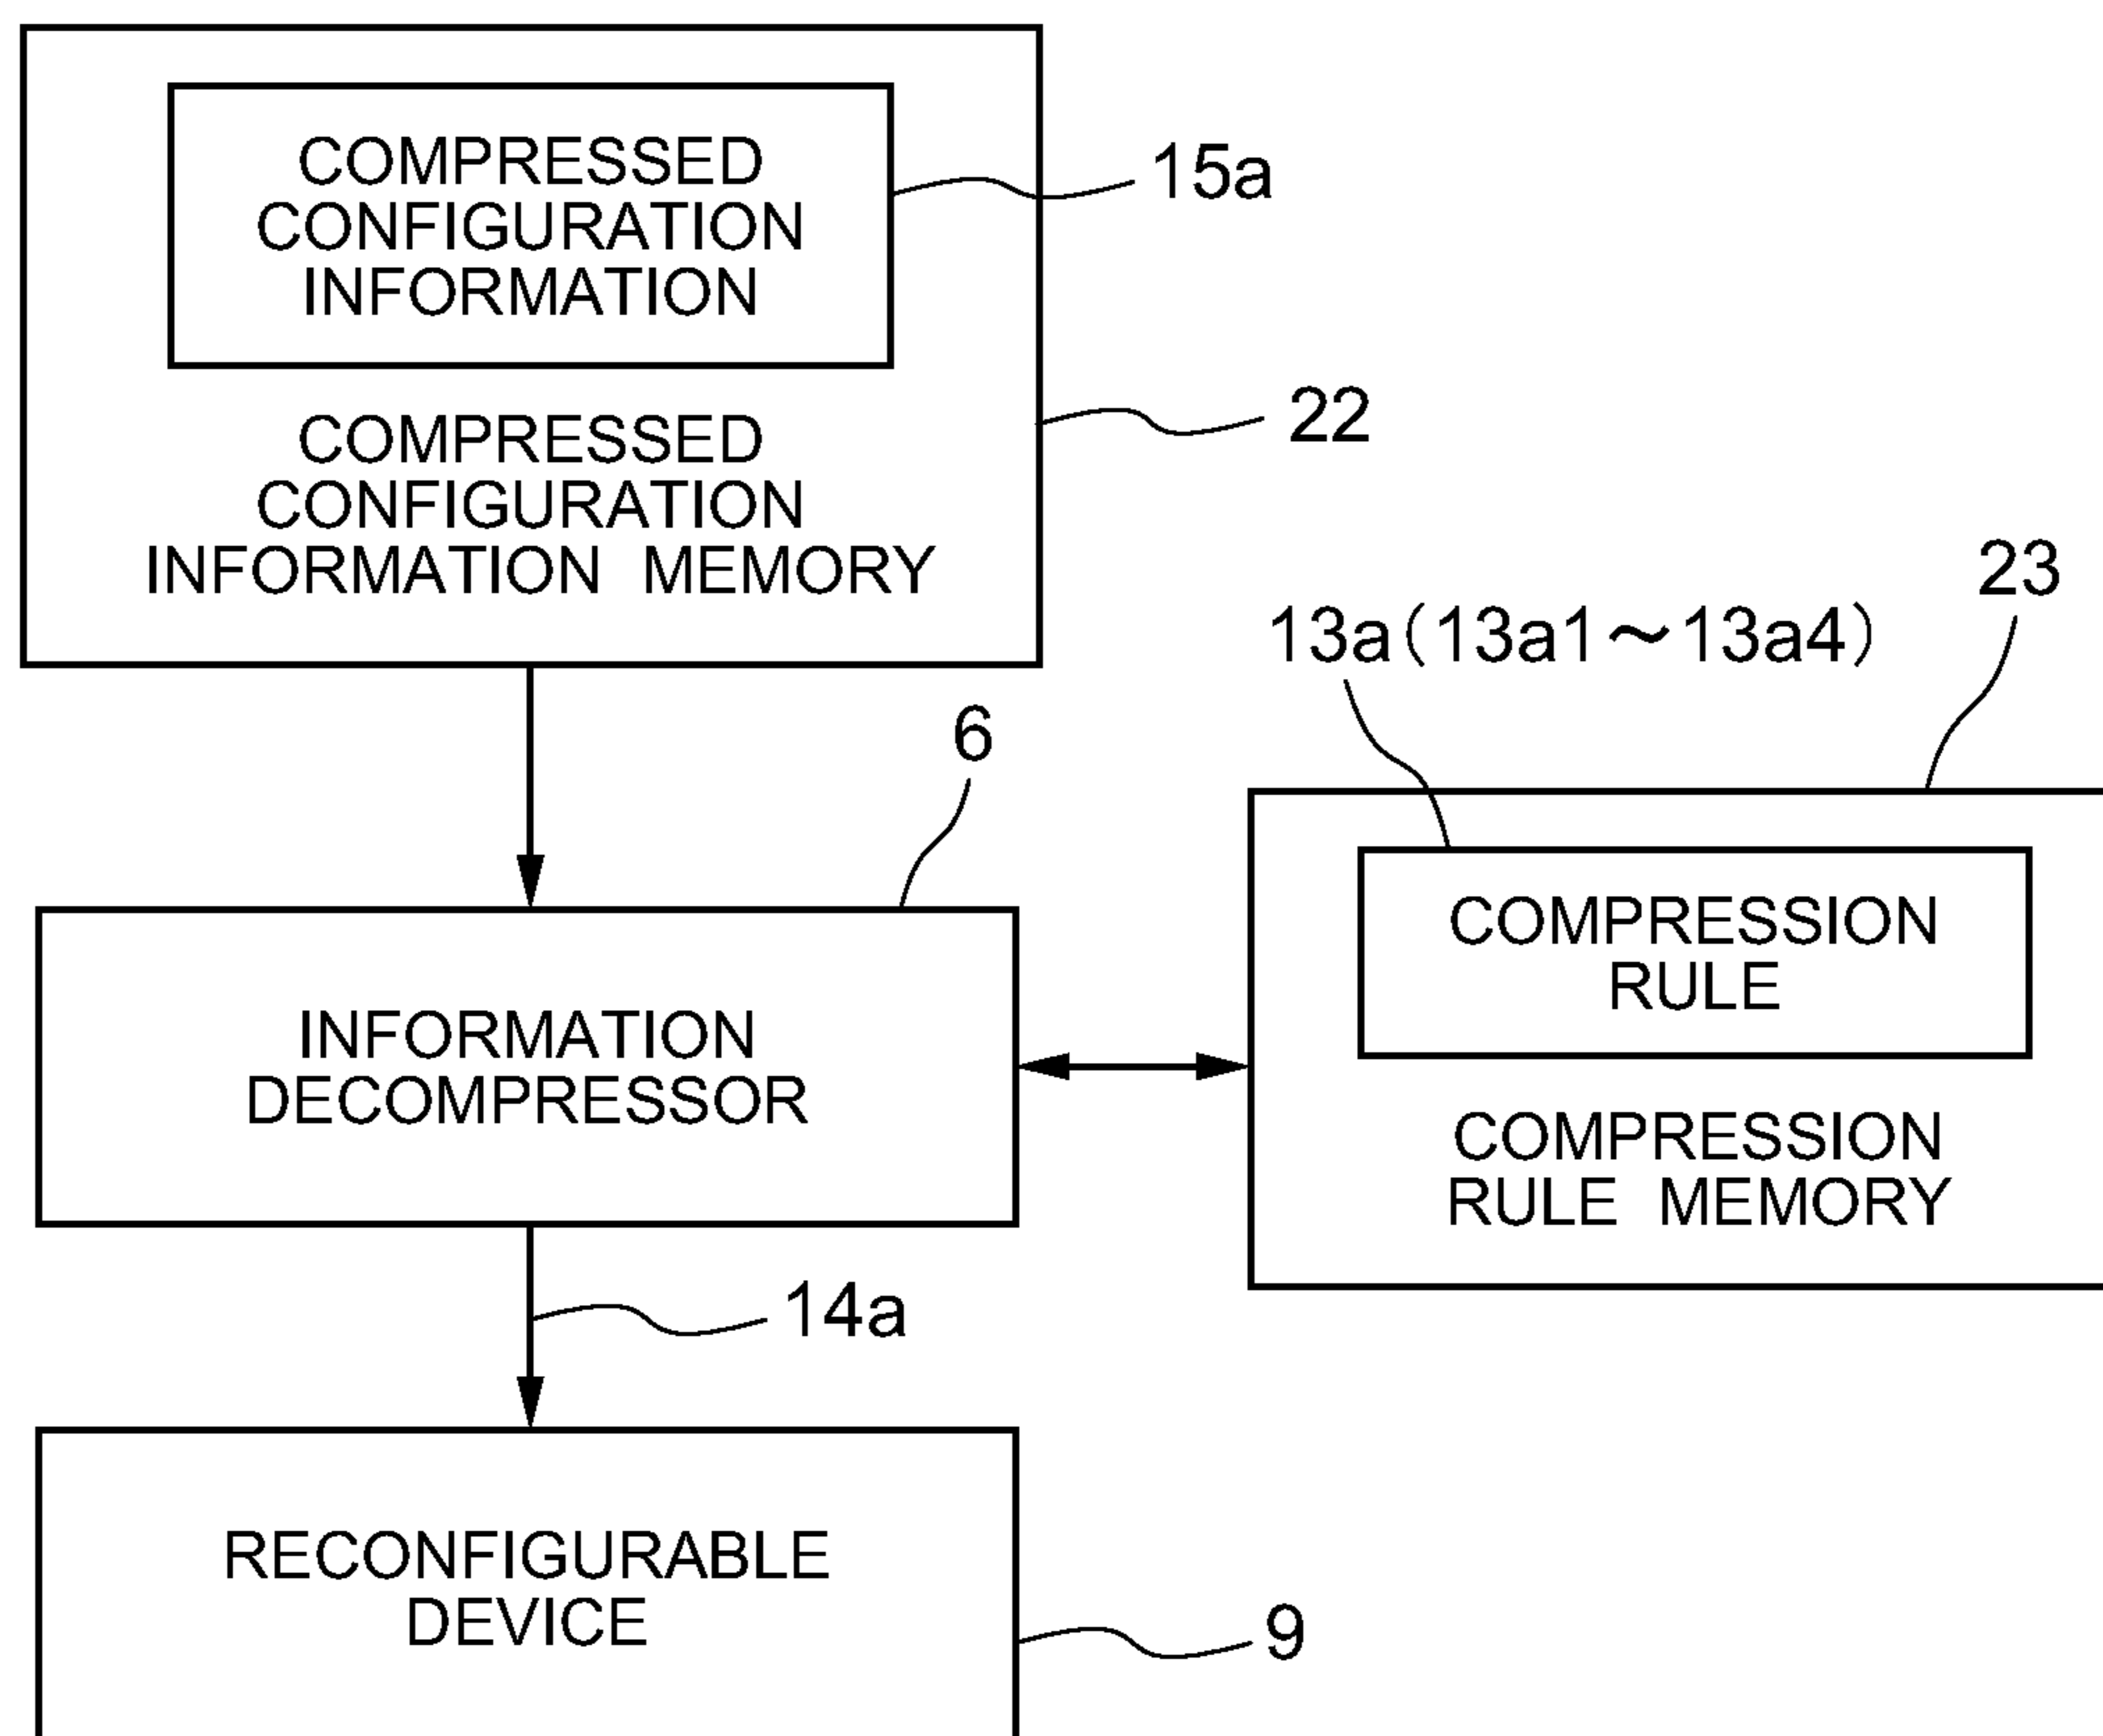 COMPRESSED
CONFIGURATION
INFORMATION
15a
COMPRESSED
CONFIGURATION
INFORMATION MEMORY
22
23
13a(13a1～13a4)
6
COMPRESSION
RULE
INFORMATION
DECOMPRESSOR
COMPRESSION
RULE MEMORY
14a
RECONFIGURABLE
DEVICE
9